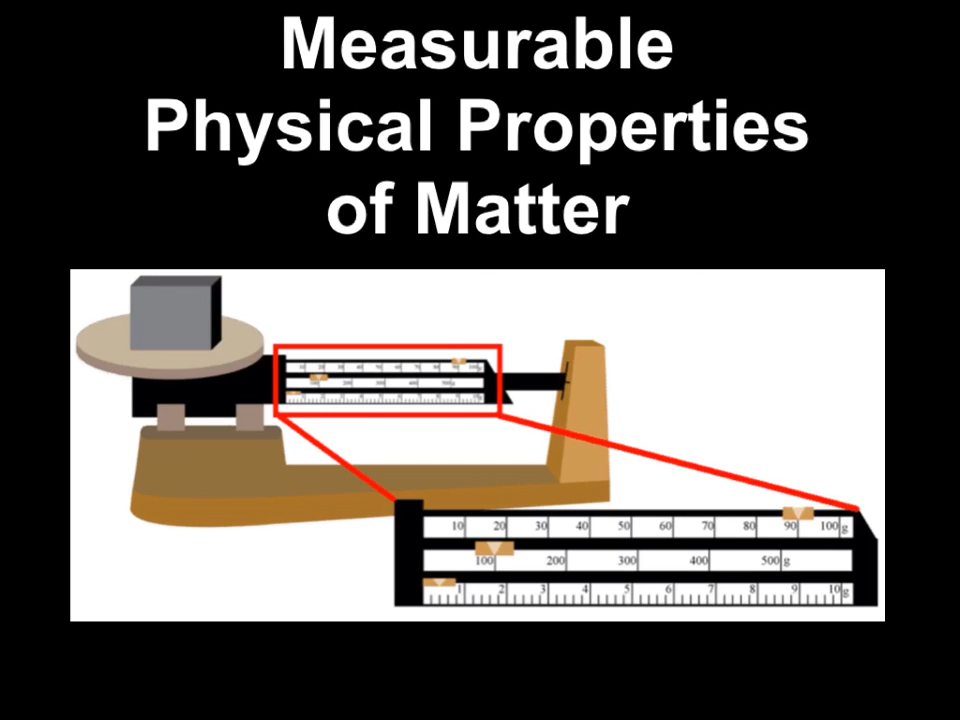 Measurable
Physical Properties
of Matter
10 20 30 40 50 60 70 80 90 100 g
100 200 300 400 500 g
1 2 3 4 5 6 7 8 9 10 g